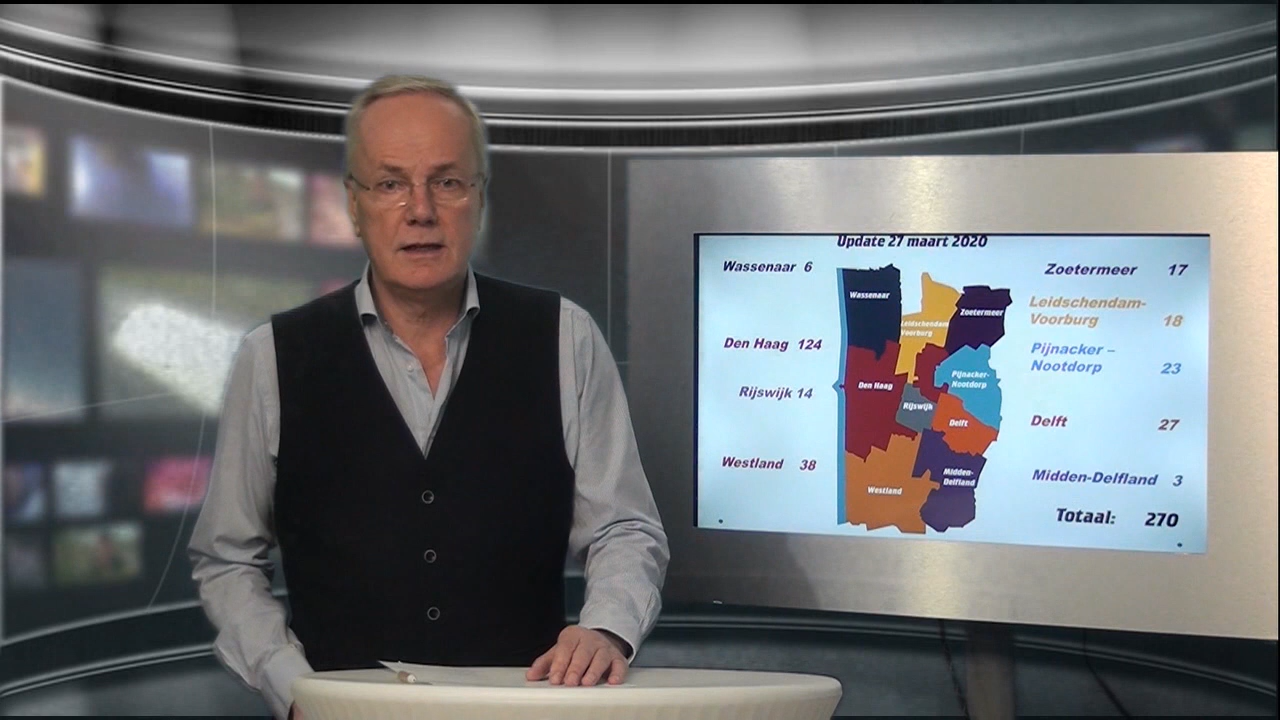 Update 27 maart 2020
Wassenaar 6
Den Haag 124
Rijswijk 14
Westland 38
Wassenaar
Leidschendam
Voorburg
Zoetermeer
Pijnacker-
Nootdorp
Den Haag
Rijswijk
Delft
Midden-
Delfland
Westland
Zoetermeer 17
Leidschendam-
Voorburg 18
Pijnacker –
Nootdorp 23
Delft 27
Midden-Delfland 3
Totaal: 270